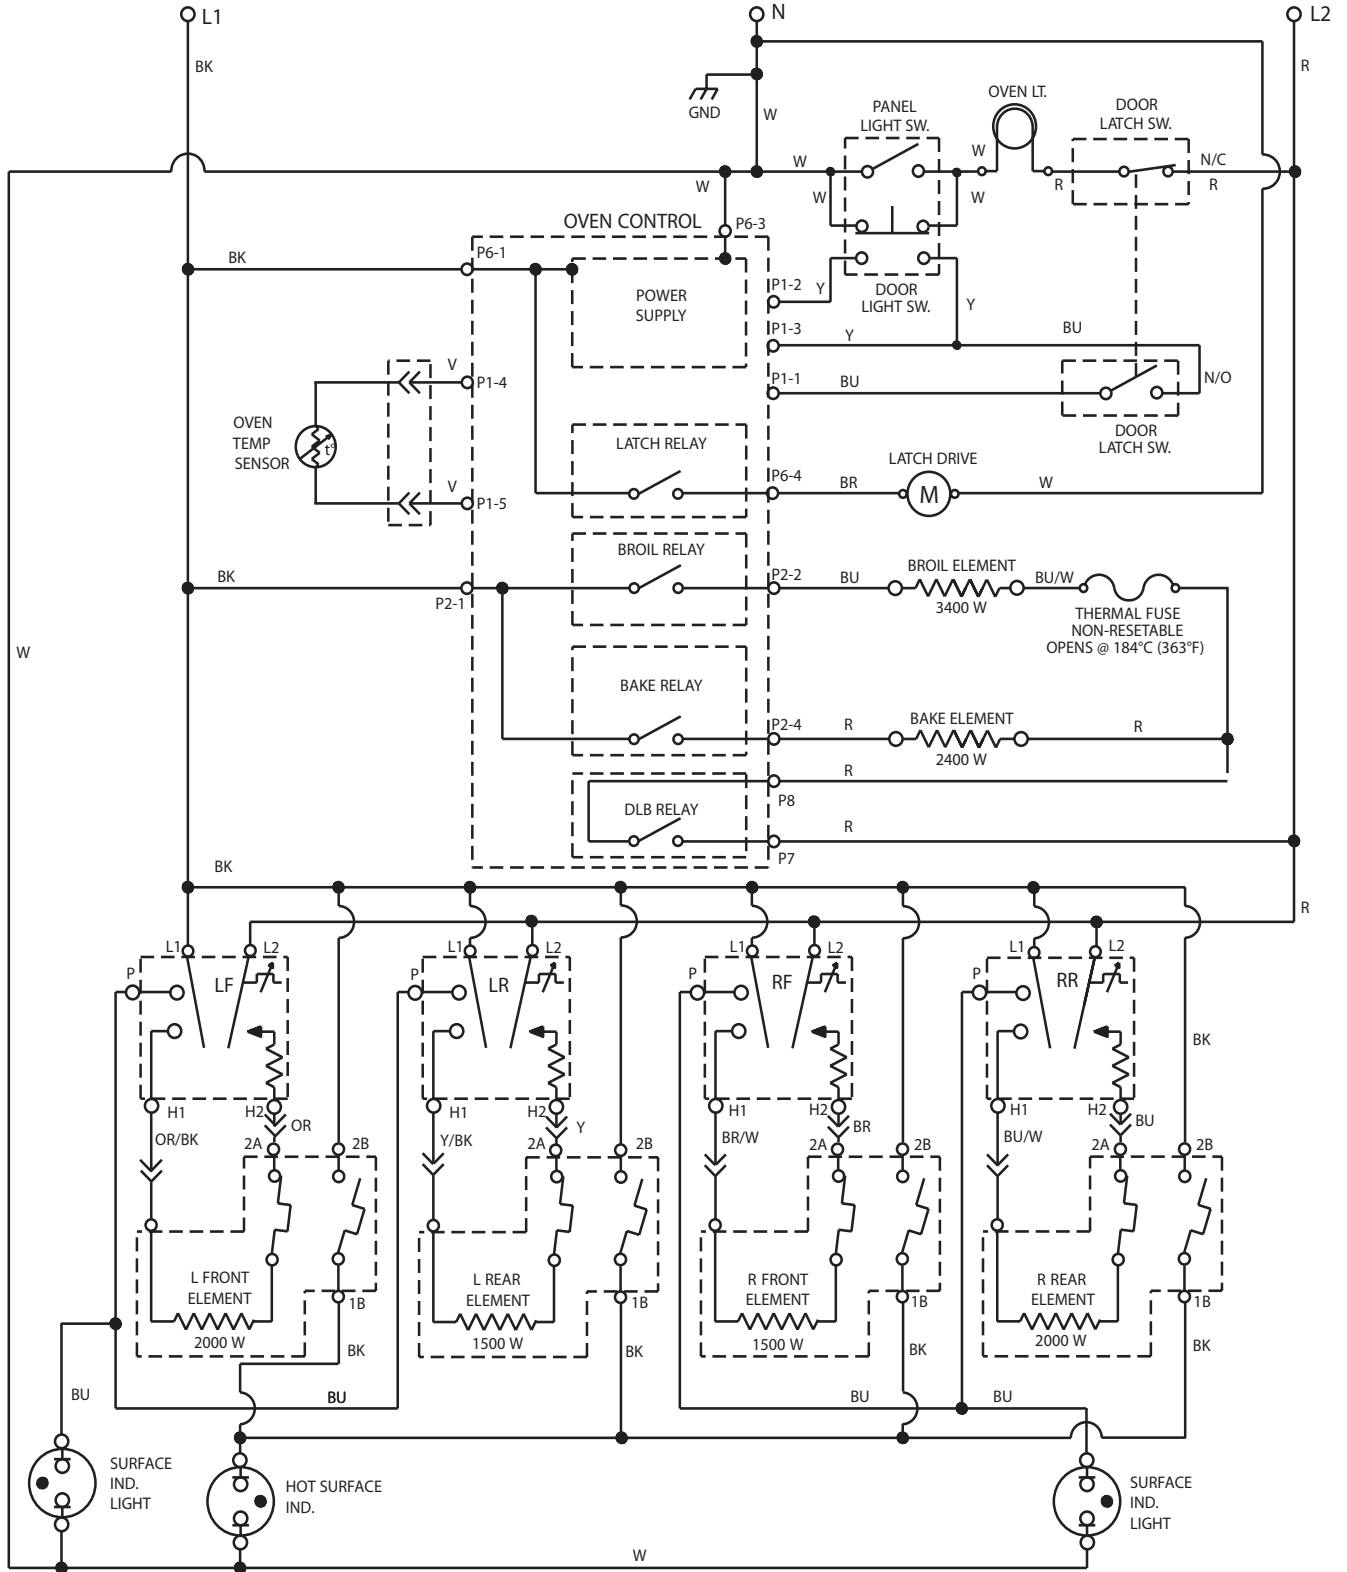 L1
N
L2
BK
R
GND
W
PANEL
LIGHT SW.
OVEN LT.
DOOR
LATCH SW.
W
W
N/C
W
W
W
R
R
OVEN CONTROL
P6-3
BK
P6-1
POWER
SUPPLY
P1-2
Y
DOOR
LIGHT SW.
Y
P1-3
Y
BU
V
P1-4
P1-1
BU
N/O
OVEN
TEMP
SENSOR
t°
LATCH RELAY
DOOR
LATCH SW.
LATCH DRIVE
V
P1-5
P6-4
BR
M
W
BROIL RELAY
BK
P2-1
P2-2
BU
BROIL ELEMENT
3400 W
BU/W
THERMAL FUSE
NON-RESETABLE
OPENS @ 184°C (363°F)
W
BAKE RELAY
P2-4
R
BAKE ELEMENT
2400 W
R
R
P8
DLB RELAY
R
P7
BK
R
L1
L2
L1
L2
L1
L2
L1
L2
P
LF
P
LR
P
RF
P
RR
BK
H1
H2
H1
H2
H1
H2
H1
H2
OR/BK
OR
Y/BK
Y
BR/W
BR
BU/W
BU
2A
2B
2A
2B
2A
2B
2A
2B
L FRONT
ELEMENT
2000 W
L REAR
ELEMENT
1500 W
R FRONT
ELEMENT
1500 W
R REAR
ELEMENT
2000 W
1B
1B
1B
1B
BK
BK
BK
BK
BU
BU
BU
BU
SURFACE
IND.
LIGHT
HOT SURFACE
IND.
SURFACE
IND.
LIGHT
W